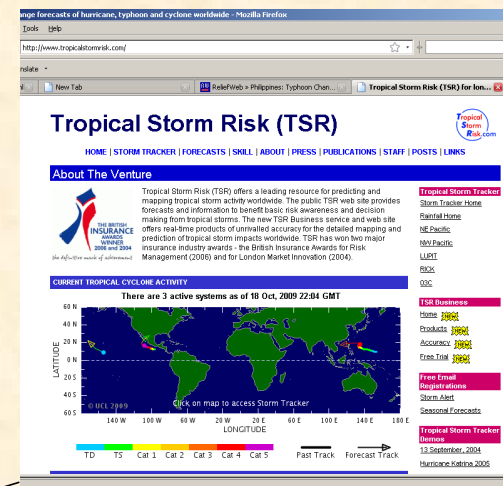 ange forecasts of hurricane, typhoon and cyclone worldwide - Mozilla Firefox
Tools Help
http://www.tropicalstormrisk.com/
nslate
New Tab
ReliefWeb » Philippines: Typhoon Chan...
Tropical Storm Risk (TSR) for lon...
Tropical Storm Risk (TSR)
Tropical
Storm
Risk.com
HOME | STORM TRACKER | FORECASTS | SKILL | ABOUT | PRESS | PUBLICATIONS | STAFF | POSTS | LINKS
About The Venture
THE BRITISH
INSURANCE
AWARDS
WINNER
2006 and 2004
the definitive mark of achievement
Tropical Storm Risk (TSR) offers a leading resource for predicting and
mapping tropical storm activity worldwide. The public TSR web site provides
forecasts and information to benefit basic risk awareness and decision
making from tropical storms. The new TSR Business service and web site
offers real-time products of unrivalled accuracy for the detailed mapping and
prediction of tropical storm impacts worldwide. TSR has won two major
insurance industry awards - the British Insurance Awards for Risk
Management (2006) and for London Market Innovation (2004).
CURRENT TROPICAL CYCLONE ACTIVITY
There are 3 active systems as of 18 Oct, 2009 22:04 GMT
LATITUDE
60 N
40 N
20 N
0 N
20 S
40 S
60 S
© UCL 2009
Click on map to access Storm Tracker
140 W 100 W 60 W 20 W 20 E 60 E 100 E 140 E 180 E
LONGITUDE
TD TS Cat 1 Cat 2 Cat 3 Cat 4 Cat 5 Past Track Forecast Track
Tropical Storm Tracker
Storm Tracker Home
Rainfall Home
NE Pacific
NW Pacific
LUPIT
RICK
03C
TSR Business
Home NEW
Products NEW
Accuracy NEW
Free Trial NEW
Free Email
Registrations
Storm Alert
Seasonal Forecasts
Tropical Storm Tracker
Demos
13 September, 2004
Hurricane Katrina 2005